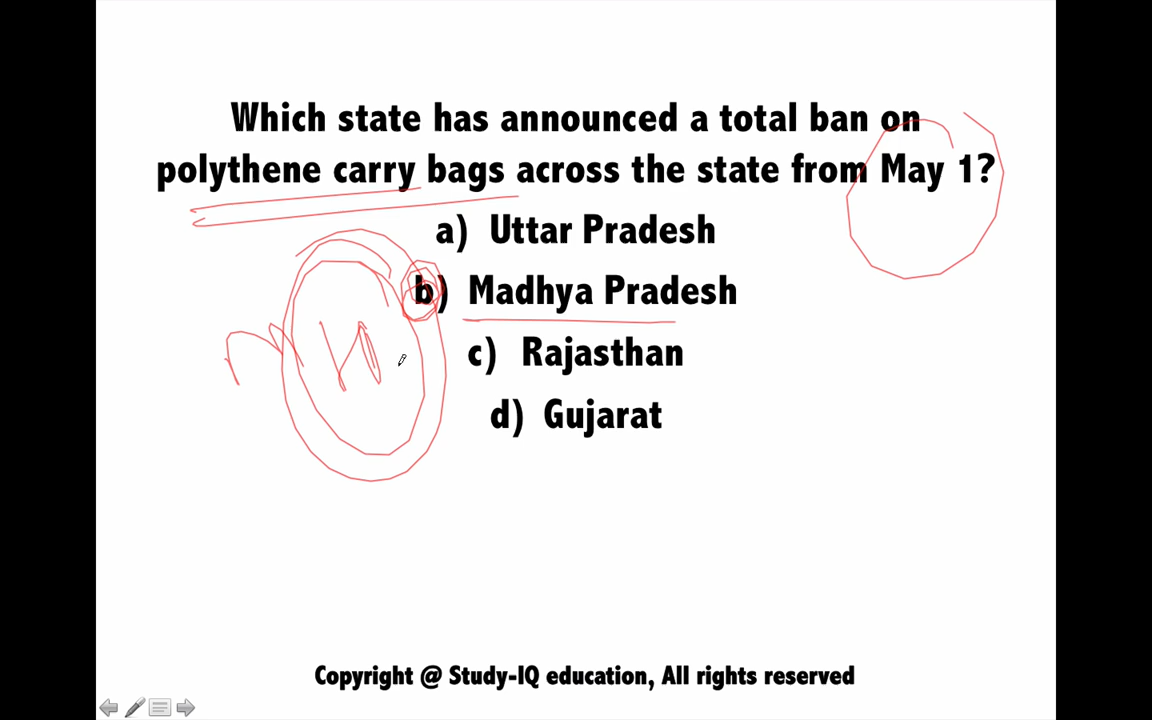 Which state has announced a total ban on
polythene carry bags across the state from May 1?
a) Uttar Pradesh
b) Madhya Pradesh
c) Rajasthan
d) Gujarat
Copyright @ Study-IQ education, All rights reserved